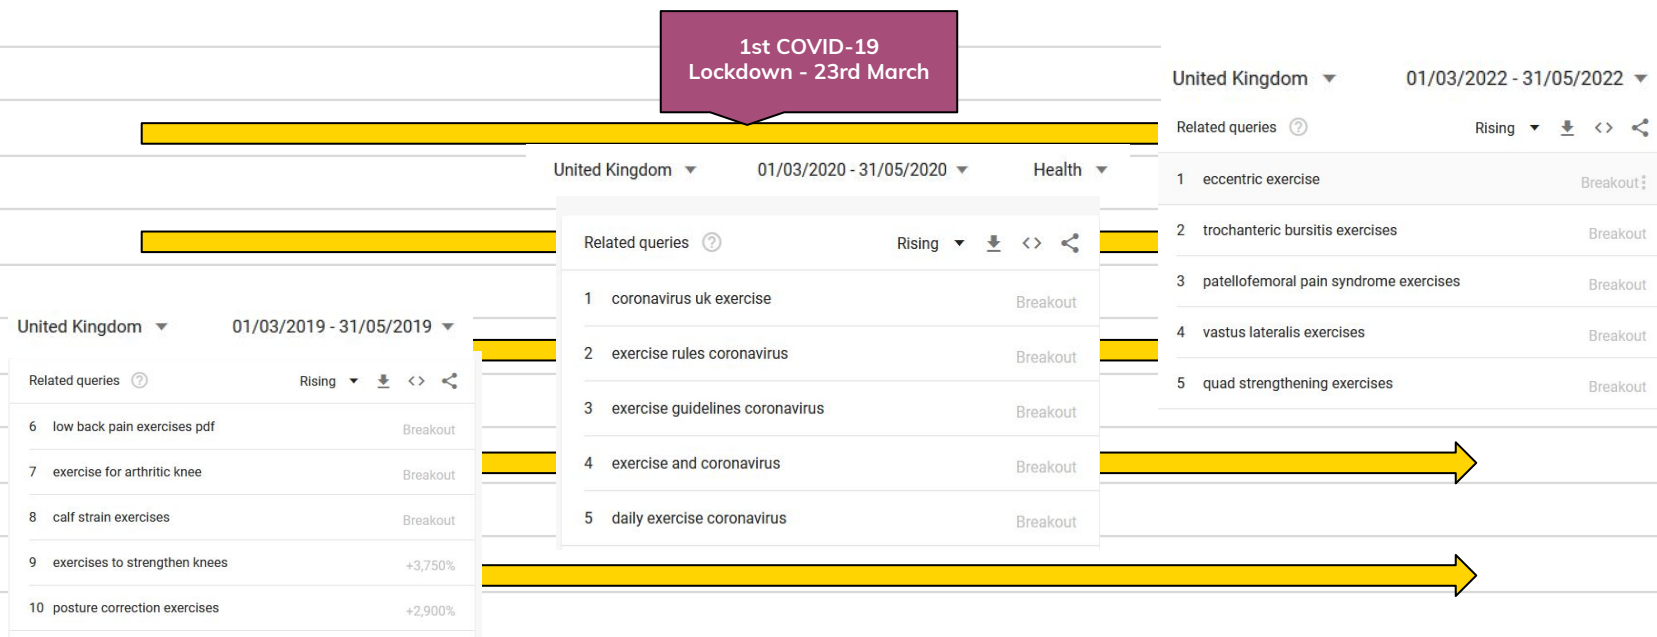 1st COVID-19
Lockdown - 23rd March
United Kingdom 01/03/2019 - 31/05/2019
Related queries ? Rising <>
6 low back pain exercises pdf Breakout
7 exercise for arthritic knee Breakout
8 calf strain exercises Breakout
9 exercises to strengthen knees +3,750%
10 posture correction exercises +2,900%
United Kingdom 01/03/2020 - 31/05/2020 Health
Related queries ? Rising <>
1 coronavirus uk exercise Breakout
2 exercise rules coronavirus Breakout
3 exercise guidelines coronavirus Breakout
4 exercise and coronavirus Breakout
5 daily exercise coronavirus Breakout
United Kingdom 01/03/2022 - 31/05/2022
Related queries ? Rising <>
1 eccentric exercise Breakout
2 trochanteric bursitis exercises Breakout
3 patellofemoral pain syndrome exercises Breakout
4 vastus lateralis exercises Breakout
5 quad strengthening exercises Breakout